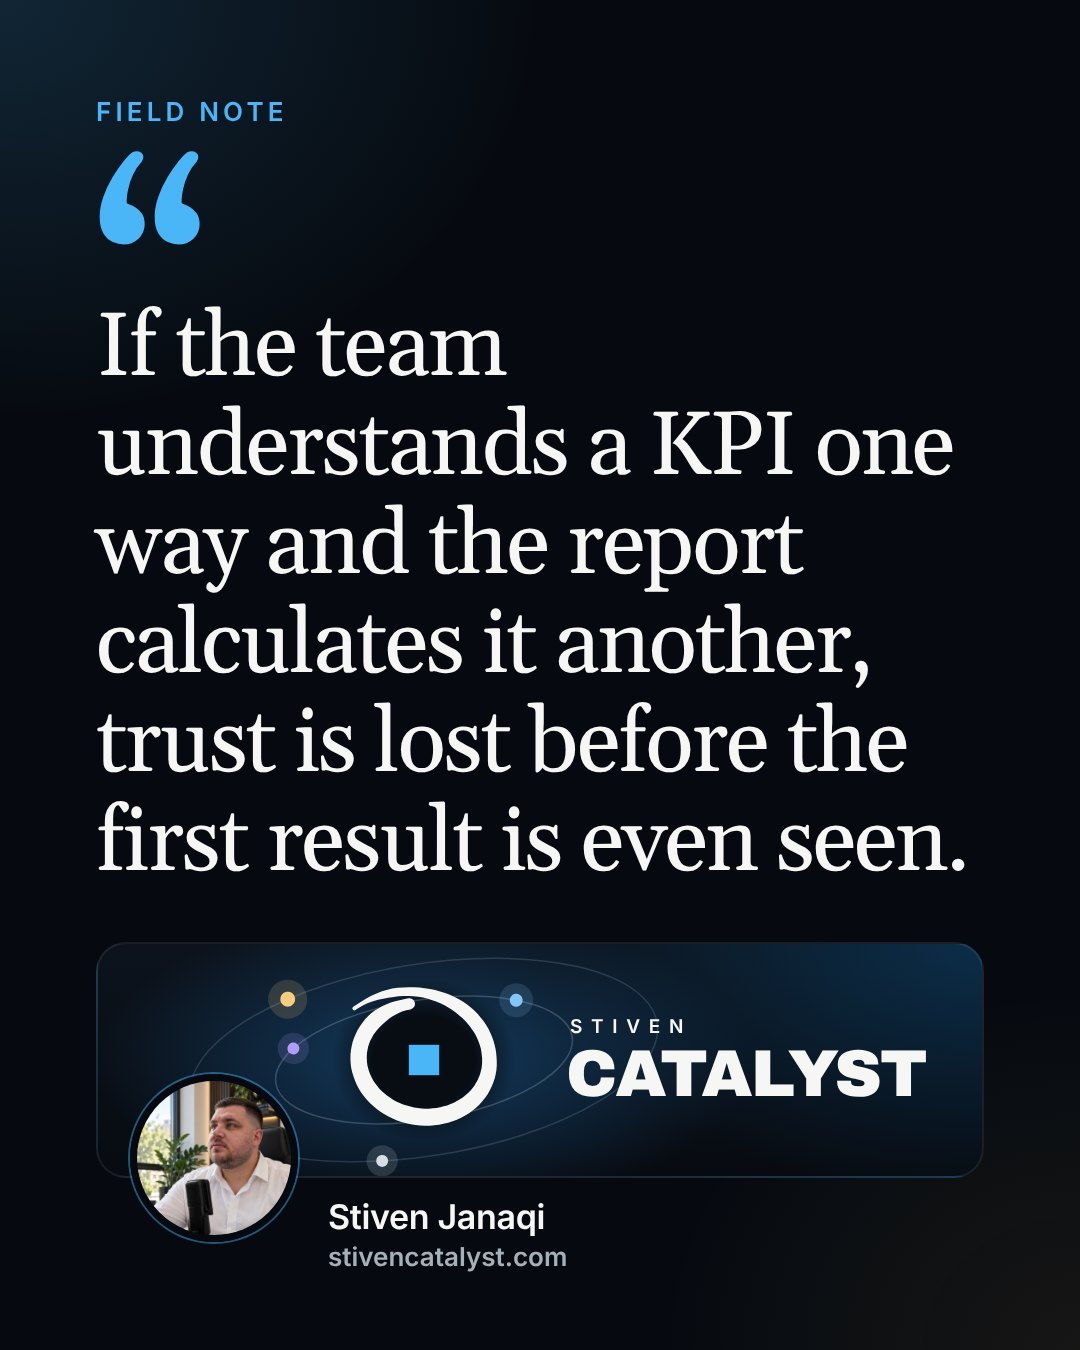 FIELD NOTE
“
If the team
understands a KPI one
way and the report
calculates it another,
trust is lost before the
first result is even seen.
STIVEN
CATALYST
Stiven Janaqi
stivencatalyst.com